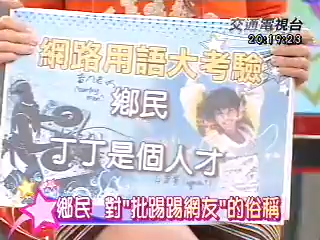 交通電視台
20:19:23
網路用語大考驗
鄉民
丁丁是個人才
鄉民 對"批踢踢網友"的俗稱